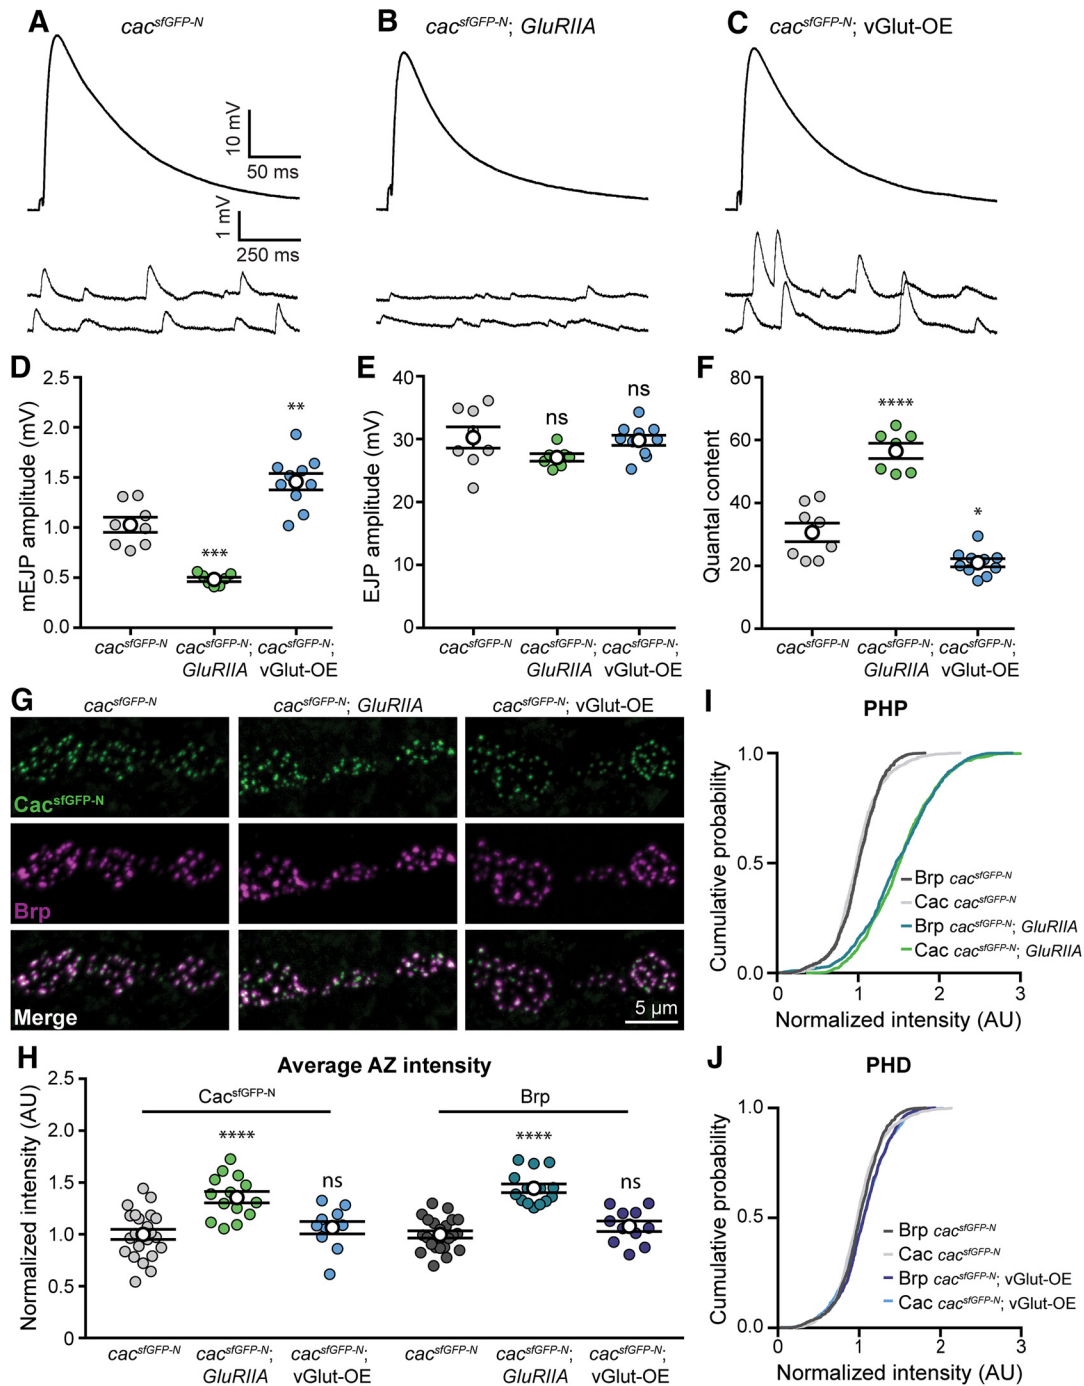 A cac^sfGFP-N
B cac^sfGFP-N; GluRIIA
C cac^sfGFP-N; vGlut-OE
10 mV
50 ms
1 mV
250 ms
D
mEJP amplitude (mV)
2.5
2.0
1.5
1.0
0.5
0.0
***
**
cac^sfGFP-N
cac^sfGFP-N;
GluRIIA
cac^sfGFP-N;
vGlut-OE
E
EJP amplitude (mV)
40
30
20
10
0
ns
ns
cac^sfGFP-N
cac^sfGFP-N;
GluRIIA
cac^sfGFP-N;
vGlut-OE
F
Quantal content
80
60
40
20
0
****
*
cac^sfGFP-N
cac^sfGFP-N;
GluRIIA
cac^sfGFP-N;
vGlut-OE
G
cac^sfGFP-N
cac^sfGFP-N; GluRIIA
cac^sfGFP-N; vGlut-OE
Cac^sfGFP-N
Brp
Merge
5 µm
H
Average AZ intensity
Normalized intensity (AU)
2.5
2.0
1.5
1.0
0.5
0
Cac^sfGFP-N
Brp
****
ns
****
ns
cac^sfGFP-N
cac^sfGFP-N;
GluRIIA
cac^sfGFP-N;
vGlut-OE
cac^sfGFP-N
cac^sfGFP-N;
GluRIIA
cac^sfGFP-N;
vGlut-OE
I
PHP
Cumulative probability
1.0
0.5
0.0
Brp cac^sfGFP-N
Cac cac^sfGFP-N
Brp cac^sfGFP-N; GluRIIA
Cac cac^sfGFP-N; GluRIIA
0 1 2 3
Normalized intensity (AU)
J
PHD
Cumulative probability
1.0
0.5
0.0
Brp cac^sfGFP-N
Cac cac^sfGFP-N
Brp cac^sfGFP-N; vGlut-OE
Cac cac^sfGFP-N; vGlut-OE
0 1 2 3
Normalized intensity (AU)